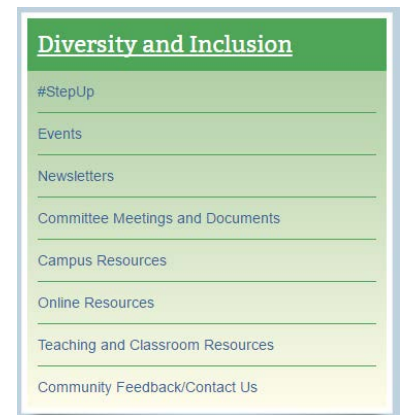 Diversity and Inclusion
#StepUp
Events
Newsletters
Committee Meetings and Documents
Campus Resources
Online Resources
Teaching and Classroom Resources
Community Feedback/Contact Us